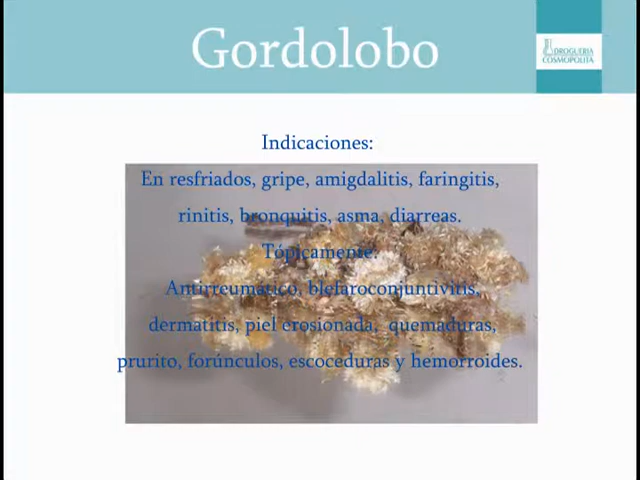 Gordolobo
DROGUERIA
COSMOPOLITA
Indicaciones:
En resfriados, gripe, amigdalitis, faringitis,
rinitis, bronquitis, asma, diarreas.
Tópicamente:
Antirreumatico, blefaroconjuntivitis,
dermatitis, piel erosionada, quemaduras,
prurito, forúnculos, escoceduras y hemorroides.